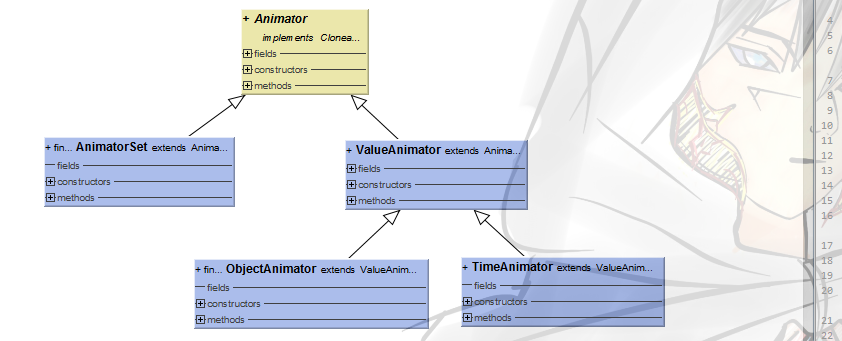 + Animator
implements Clonea...
fields
constructors
methods
+ fin... AnimatorSet extends Anima...
fields
constructors
methods
+ ValueAnimator extends Anima...
fields
constructors
methods
+ fin... ObjectAnimator extends ValueAnim...
fields
constructors
methods
+ TimeAnimator extends ValueAnim...
fields
constructors
methods
4
5
6
7
8
9
10
11
12
13
14
15
16
17
18
19
20
21
22